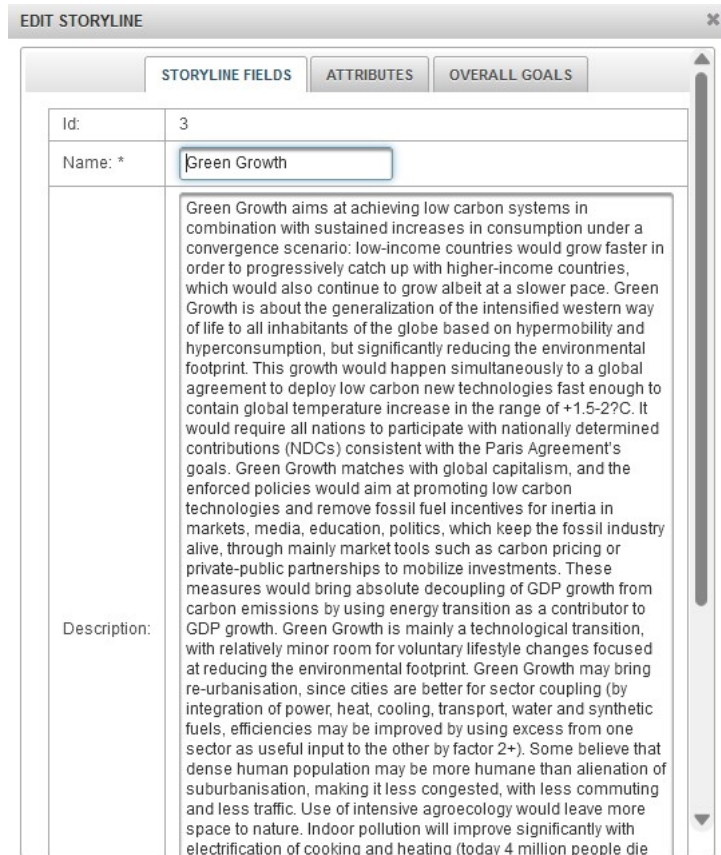 EDIT STORYLINE
STORYLINE FIELDS ATTRIBUTES OVERALL GOALS
Id: 3
Name: * Green Growth
Description:
Green Growth aims at achieving low carbon systems in
combination with sustained increases in consumption under a
convergence scenario: low-income countries would grow faster in
order to progressively catch up with higher-income countries,
which would also continue to grow albeit at a slower pace. Green
Growth is about the generalization of the intensified western way
of life to all inhabitants of the globe based on hypermobility and
hyperconsumption, but significantly reducing the environmental
footprint. This growth would happen simultaneously to a global
agreement to deploy low carbon new technologies fast enough to
contain global temperature increase in the range of +1.5-2?C. It
would require all nations to participate with nationally determined
contributions (NDCs) consistent with the Paris Agreement's
goals. Green Growth matches with global capitalism, and the
enforced policies would aim at promoting low carbon
technologies and remove fossil fuel incentives for inertia in
markets, media, education, politics, which keep the fossil industry
alive, through mainly market tools such as carbon pricing or
private-public partnerships to mobilize investments. These
measures would bring absolute decoupling of GDP growth from
carbon emissions by using energy transition as a contributor to
GDP growth. Green Growth is mainly a technological transition,
with relatively minor room for voluntary lifestyle changes focused
at reducing the environmental footprint. Green Growth may bring
re-urbanisation, since cities are better for sector coupling (by
integration of power, heat, cooling, transport, water and synthetic
fuels, efficiencies may be improved by using excess from one
sector as useful input to the other by factor 2+). Some believe that
dense human population may be more humane than alienation of
suburbanisation, making it less congested, with less commuting
and less traffic. Use of intensive agroecology would leave more
space to nature. Indoor pollution will improve significantly with
electrification of cooking and heating (today 4 million people die